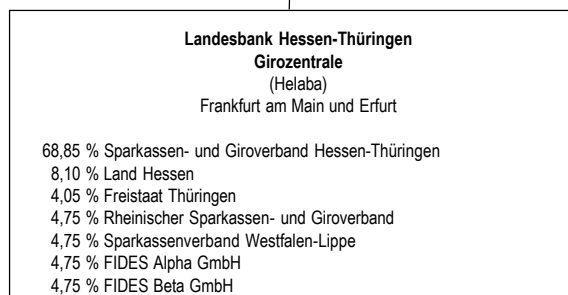 Landesbank Hessen-Thüringen
Girozentrale
(Helaba)
Frankfurt am Main und Erfurt
68,85 % Sparkassen- und Giroverband Hessen-Thüringen
8,10 % Land Hessen
4,05 % Freistaat Thüringen
4,75 % Rheinischer Sparkassen- und Giroverband
4,75 % Sparkassenverband Westfalen-Lippe
4,75 % FIDES Alpha GmbH
4,75 % FIDES Beta GmbH